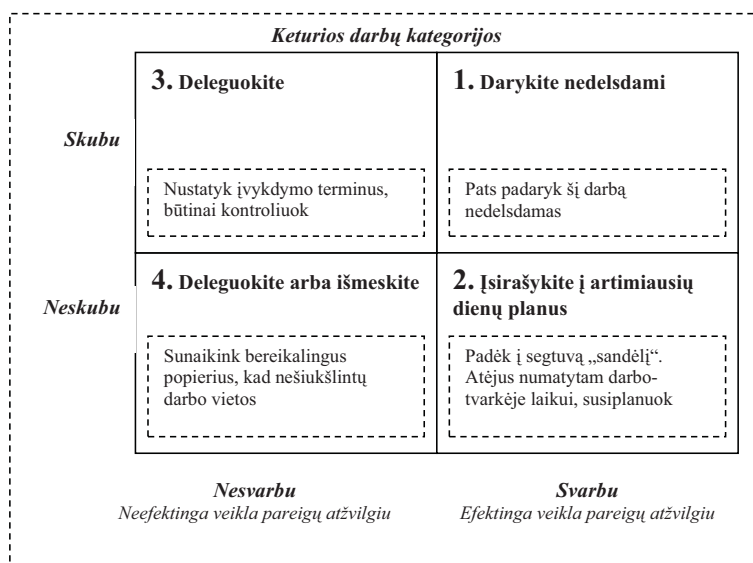 Keturios darbų kategorijos
3. Deleguokite
1. Darykite nedelsdami
Skubu
Nustatyk įvykdymo terminus,
būtinai kontroliuok
Pats padaryk šį darbą
nedelsdamas
4. Deleguokite arba išmeskite
2. Įsirašykite į artimiausių
dienų planus
Neskubu
Sunaikink bereikalingus
popierius, kad nešiukšlintų
darbo vietos
Padėk į segtuvą „sandėlį“.
Atėjus numatytam darbo-
tvarkėje laikui, susiplanuok
Nesvarbu
Neefektinga veikla pareigų atžvilgiu
Svarbu
Efektinga veikla pareigų atžvilgiu